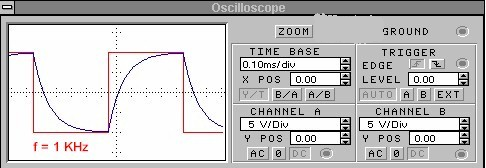 Oscilloscope
ZOOM GROUND
TIME BASE TRIGGER
0.10ms/div EDGE
X POS 0.00 LEVEL 0.00
Y/T B/A A/B AUTO A B EXT
CHANNEL A CHANNEL B
5 V/Div 5 V/Div
Y POS 0.00 Y POS 0.00
AC 0 DC AC 0 DC
f = 1 KHz